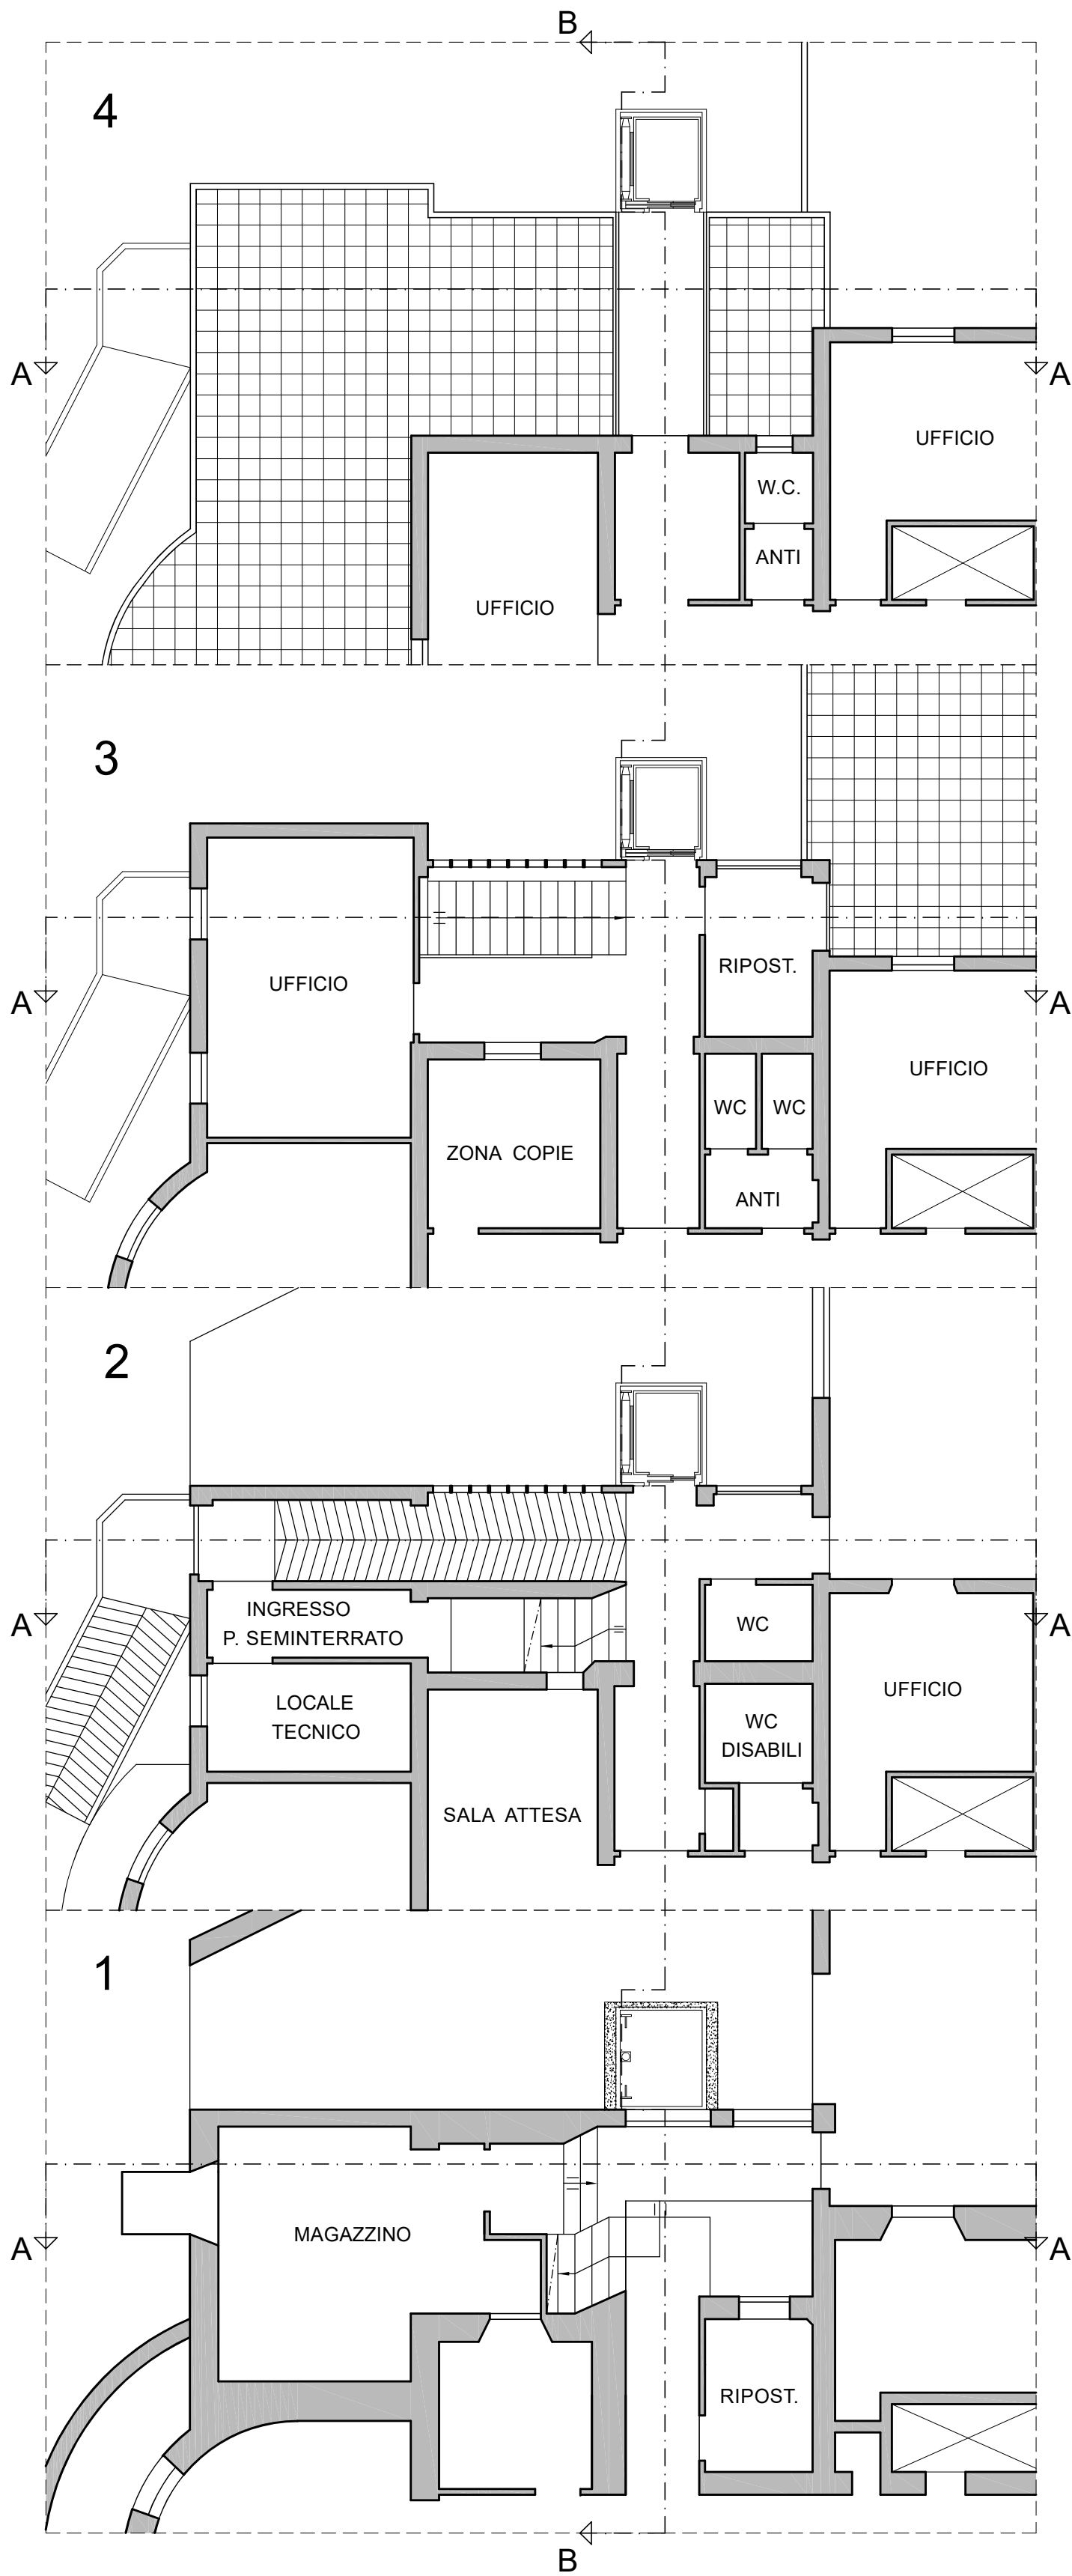 B
4
A
A
UFFICIO
W.C.
ANTI
UFFICIO
3
A
A
UFFICIO
RIPOST.
UFFICIO
WC
WC
ZONA COPIE
ANTI
2
A
A
INGRESSO
P. SEMINTERRATO
WC
UFFICIO
LOCALE
TECNICO
WC
DISABILI
SALA ATTESA
1
A
A
MAGAZZINO
RIPOST.
B